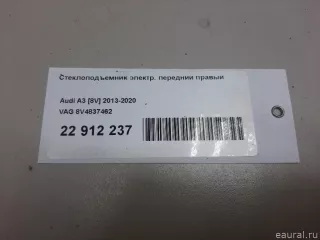 Стеклоподъемник электр. передний правый
Audi A3 [8V] 2013-2020
VAG 8V4837462
22 912 237
eaural.ru